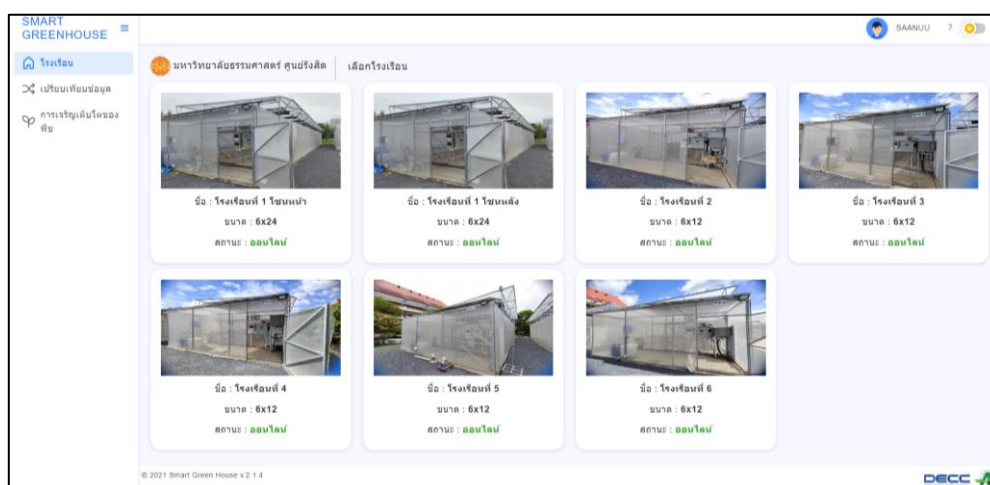 SMART
GREENHOUSE
SAANUU
?
โรงเรือน
เปรียบเทียบข้อมูล
การเจริญเติบโตของ
พืช
มหาวิทยาลัยธรรมศาสตร์ ศูนย์รังสิต
เลือกโรงเรือน
ชื่อ : โรงเรือนที่ 1 โซนหน้า
ขนาด : 6x24
สถานะ : ออนไลน์
ชื่อ : โรงเรือนที่ 1 โซนหลัง
ขนาด : 6x24
สถานะ : ออนไลน์
ชื่อ : โรงเรือนที่ 2
ขนาด : 6x12
สถานะ : ออนไลน์
ชื่อ : โรงเรือนที่ 3
ขนาด : 6x12
สถานะ : ออนไลน์
ชื่อ : โรงเรือนที่ 4
ขนาด : 6x12
สถานะ : ออนไลน์
ชื่อ : โรงเรือนที่ 5
ขนาด : 6x12
สถานะ : ออนไลน์
ชื่อ : โรงเรือนที่ 6
ขนาด : 6x12
สถานะ : ออนไลน์
© 2021 Smart Green House v.2.1.4
DECC